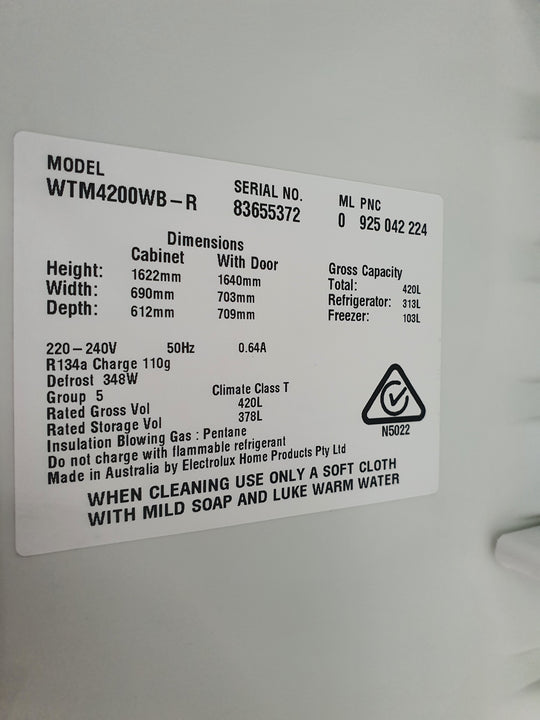 MODEL SERIAL NO. ML PNC
WTM4200WB-R 83655372 0 925 042 224
Dimensions
Cabinet With Door Gross Capacity
Height: 1622mm 1640mm Total: 420L
Width: 690mm 703mm Refrigerator: 313L
Depth: 612mm 709mm Freezer: 103L
220-240V 50Hz 0.64A
R134a Charge 110g
Defrost 348W
Group 5 Climate Class T
Rated Gross Vol 420L
Rated Storage Vol 378L
Insulation Blowing Gas : Pentane
Do not charge with flammable refrigerant
Made in Australia by Electrolux Home Products Pty Ltd
N5022
WHEN CLEANING USE ONLY A SOFT CLOTH
WITH MILD SOAP AND LUKE WARM WATER